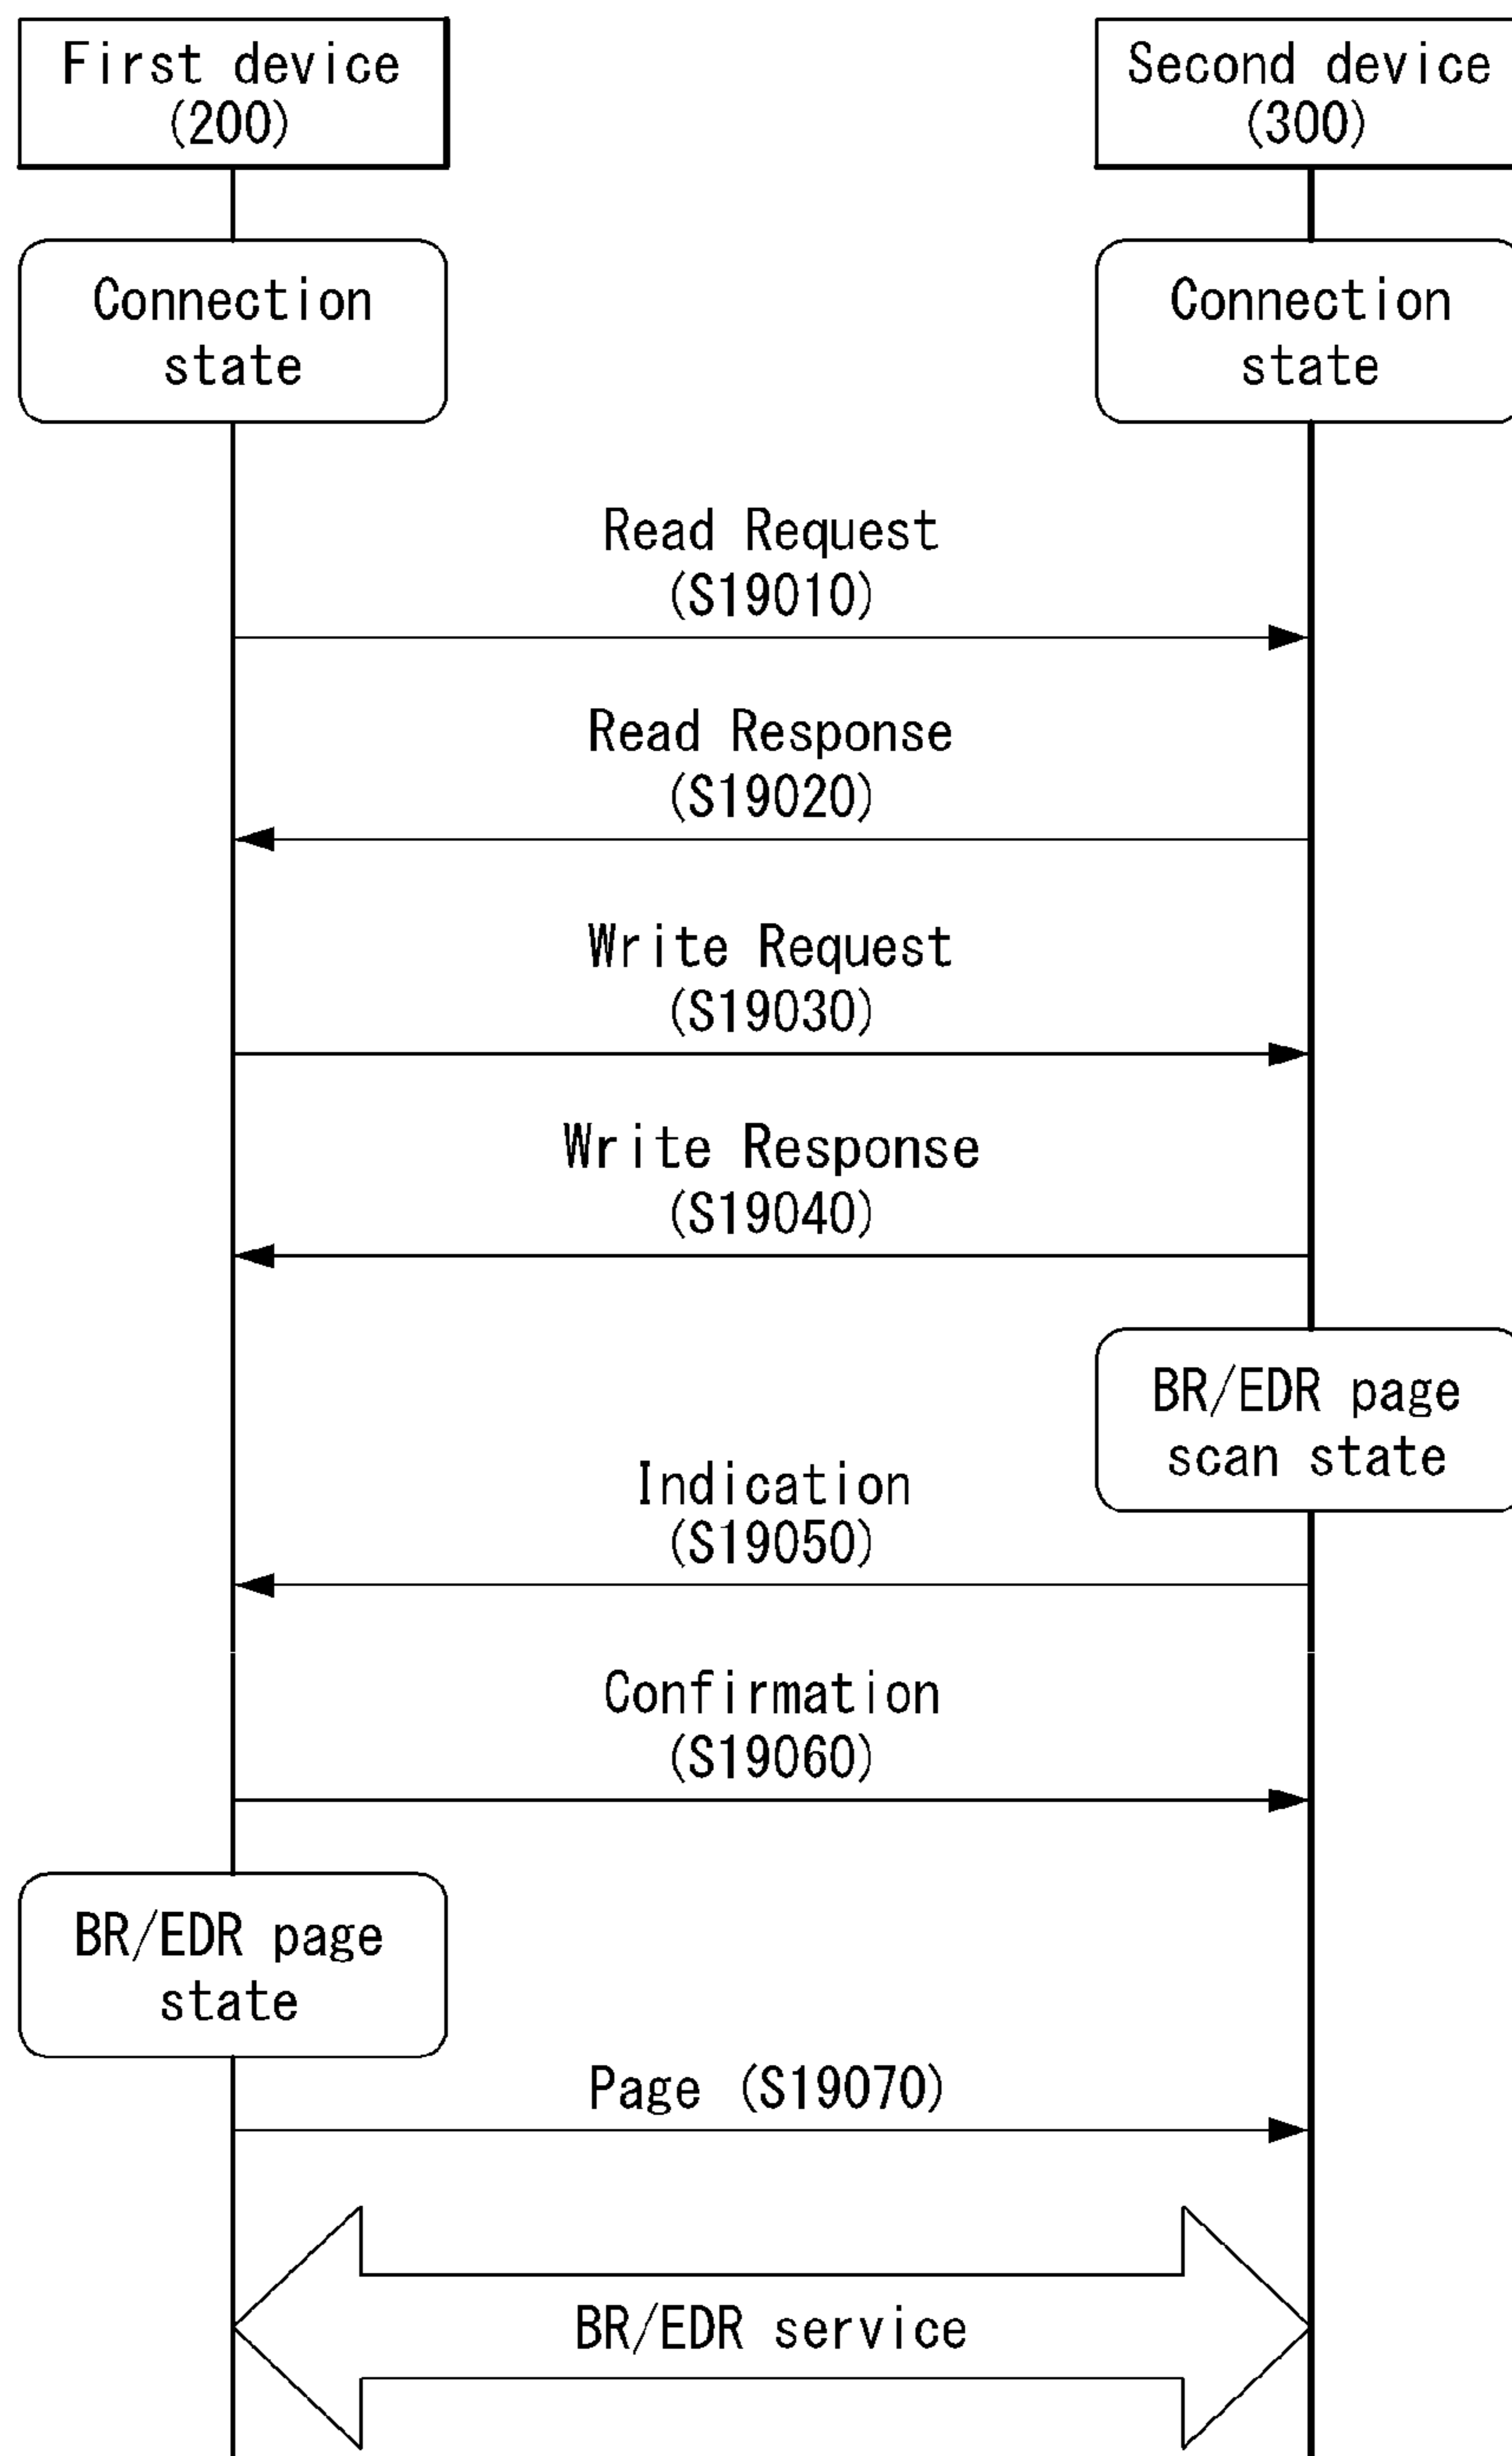 First device
(200)
Second device
(300)
Connection
state
Connection
state
Read Request
(S19010)
Read Response
(S19020)
Write Request
(S19030)
Write Response
(S19040)
BR/EDR page
scan state
Indication
(S19050)
Confirmation
(S19060)
BR/EDR page
state
Page (S19070)
BR/EDR service